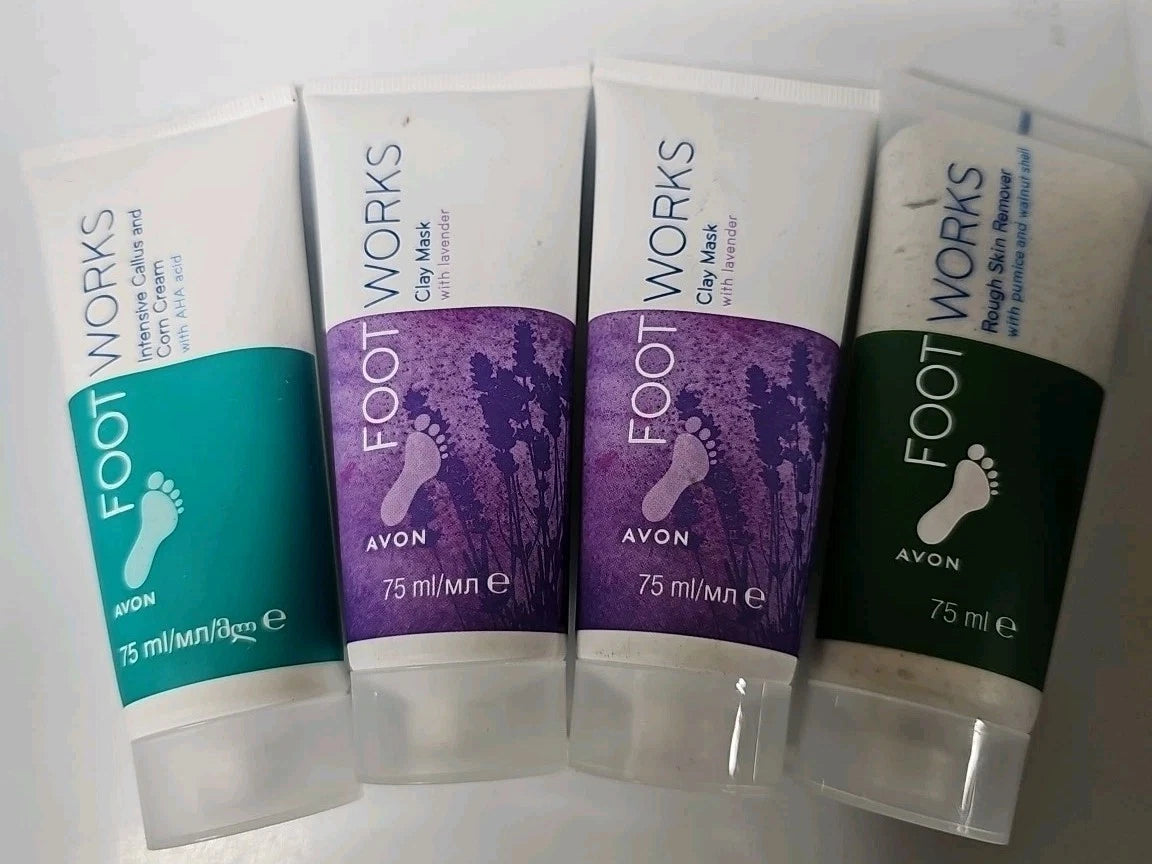 FOOT WORKS
Intensive Callus and
Corn Cream
with AHA acid
AVON
75 ml/мл/მლ e
FOOT WORKS
Clay Mask
with lavender
AVON
75 ml/мл e
FOOT WORKS
Clay Mask
with lavender
AVON
75 ml/мл e
FOOT WORKS
Rough Skin Remover
with pumice and walnut shell
AVON
75 ml e